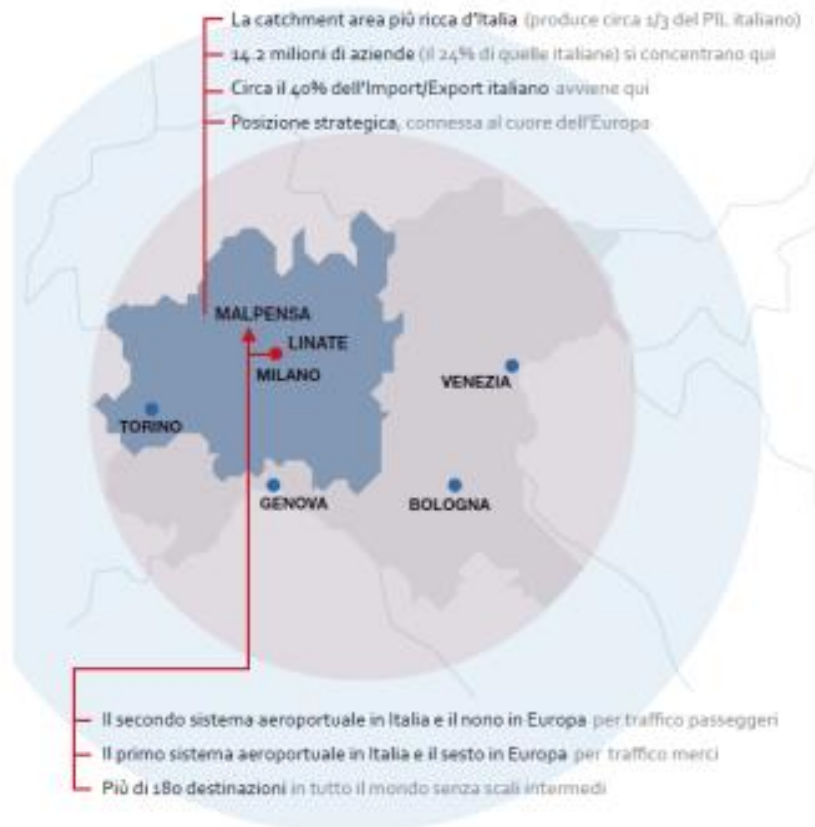 La catchment area più ricca d'Italia (produce circa 1/3 del PIL italiano)
14.2 milioni di aziende (il 24% di quelle italiane) si concentrano qui
Circa il 40% dell'Import/Export italiano avviene qui
Posizione strategica, connessa al cuore dell'Europa
MALPENSA
LINATE
MILANO
VENEZIA
TORINO
GENOVA
BOLOGNA
Il secondo sistema aeroportuale in Italia e il nono in Europa per traffico passeggeri
Il primo sistema aeroportuale in Italia e il sesto in Europa per traffico merci
Più di 180 destinazioni in tutto il mondo senza scali intermedi